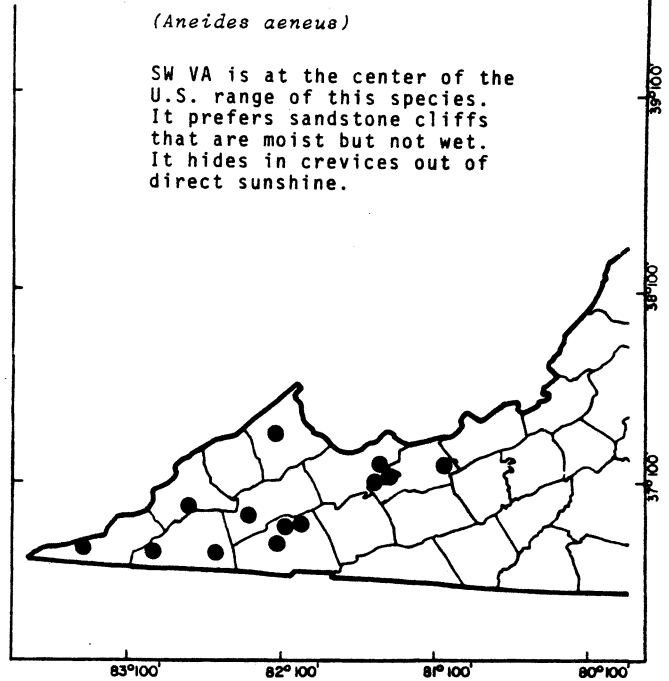 (Aneides aeneus)
SW VA is at the center of the
U.S. range of this species.
It prefers sandstone cliffs
that are moist but not wet.
It hides in crevices out of
direct sunshine.
39°00'
38°00'
37°00'
83°00'
82°00'
81°00'
80°00'